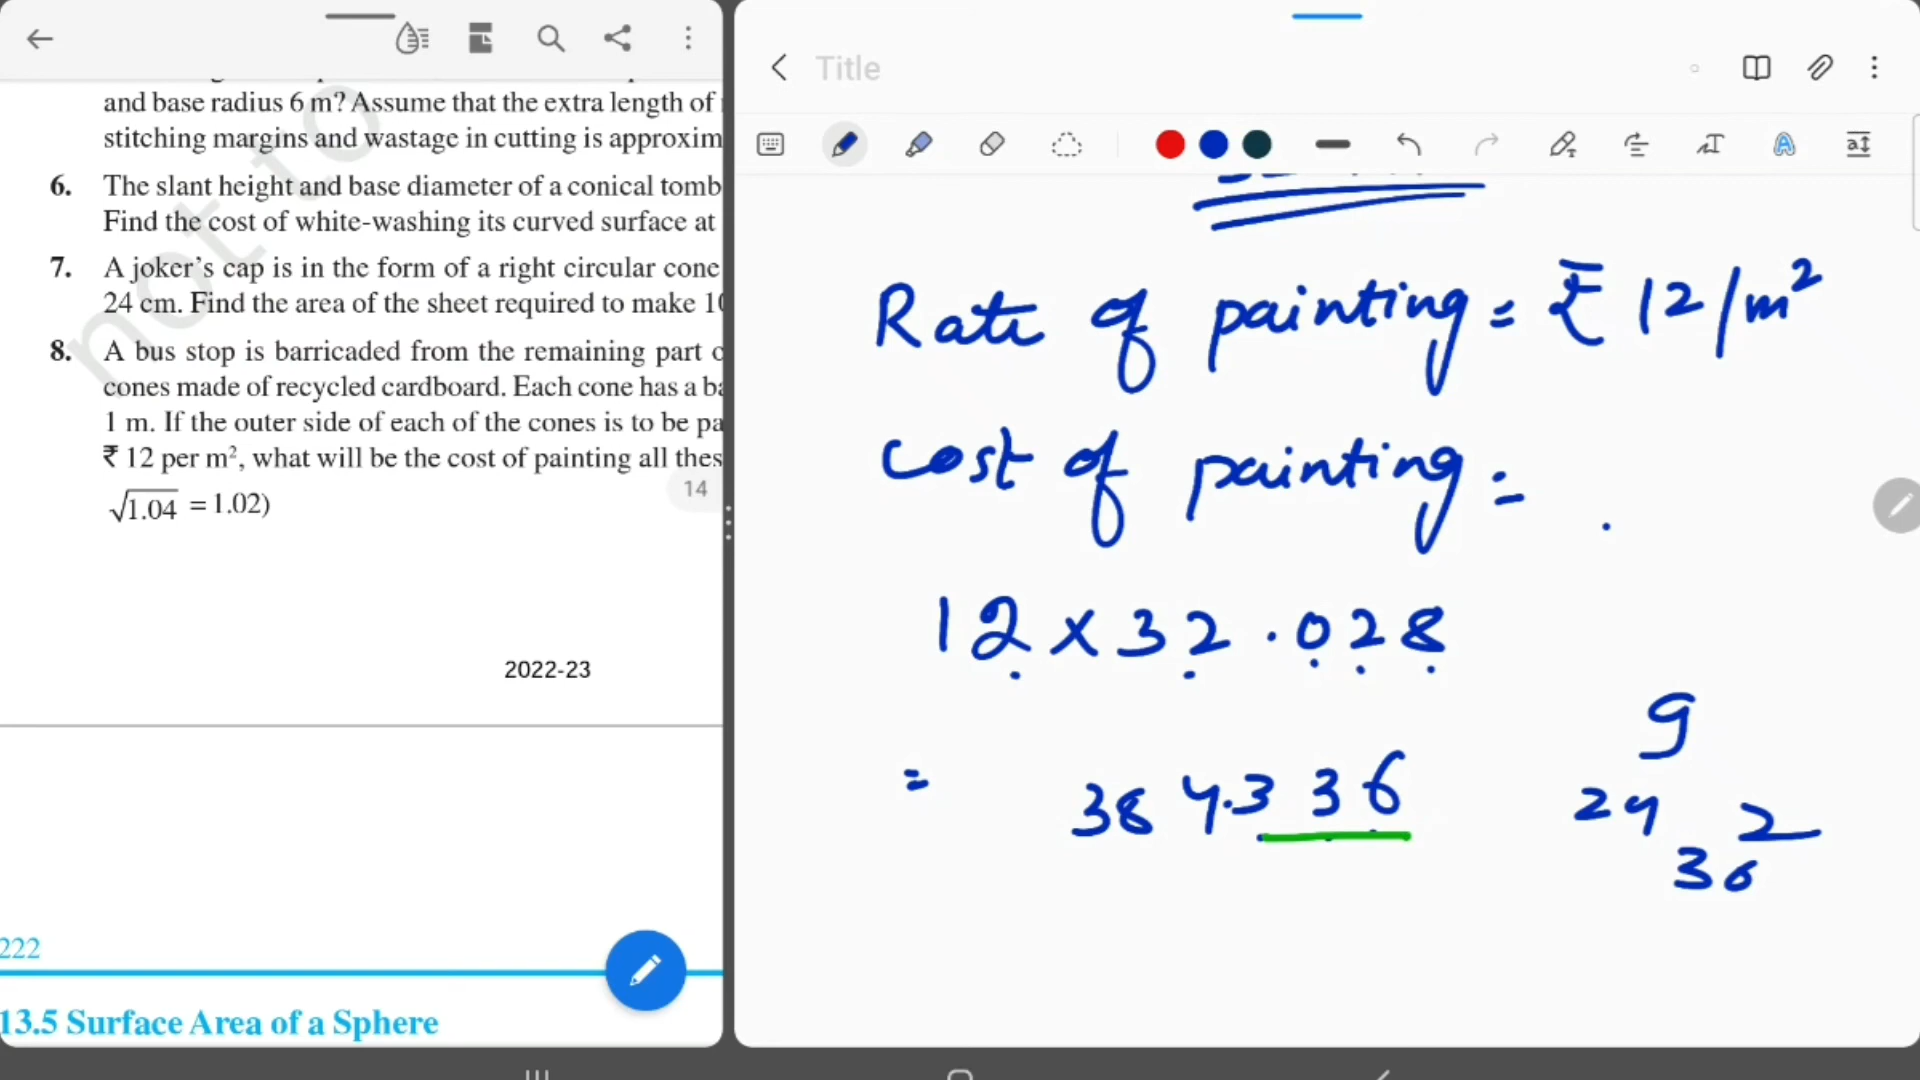 and base radius 6 m? Assume that the extra length of
stitching margins and wastage in cutting is approxim
6. The slant height and base diameter of a conical tomb
Find the cost of white-washing its curved surface at
7. A joker's cap is in the form of a right circular cone
24 cm. Find the area of the sheet required to make 10
8. A bus stop is barricaded from the remaining part o
cones made of recycled cardboard. Each cone has a ba
1 m. If the outer side of each of the cones is to be pa
₹ 12 per m², what will be the cost of painting all thes
√1.04 = 1.02)
14
not to
2022-23
222
13.5 Surface Area of a Sphere
Title
Rate of painting = ₹ 12/m²
Cost of painting =
12 × 32.028
= 384.336
9
24 2
36